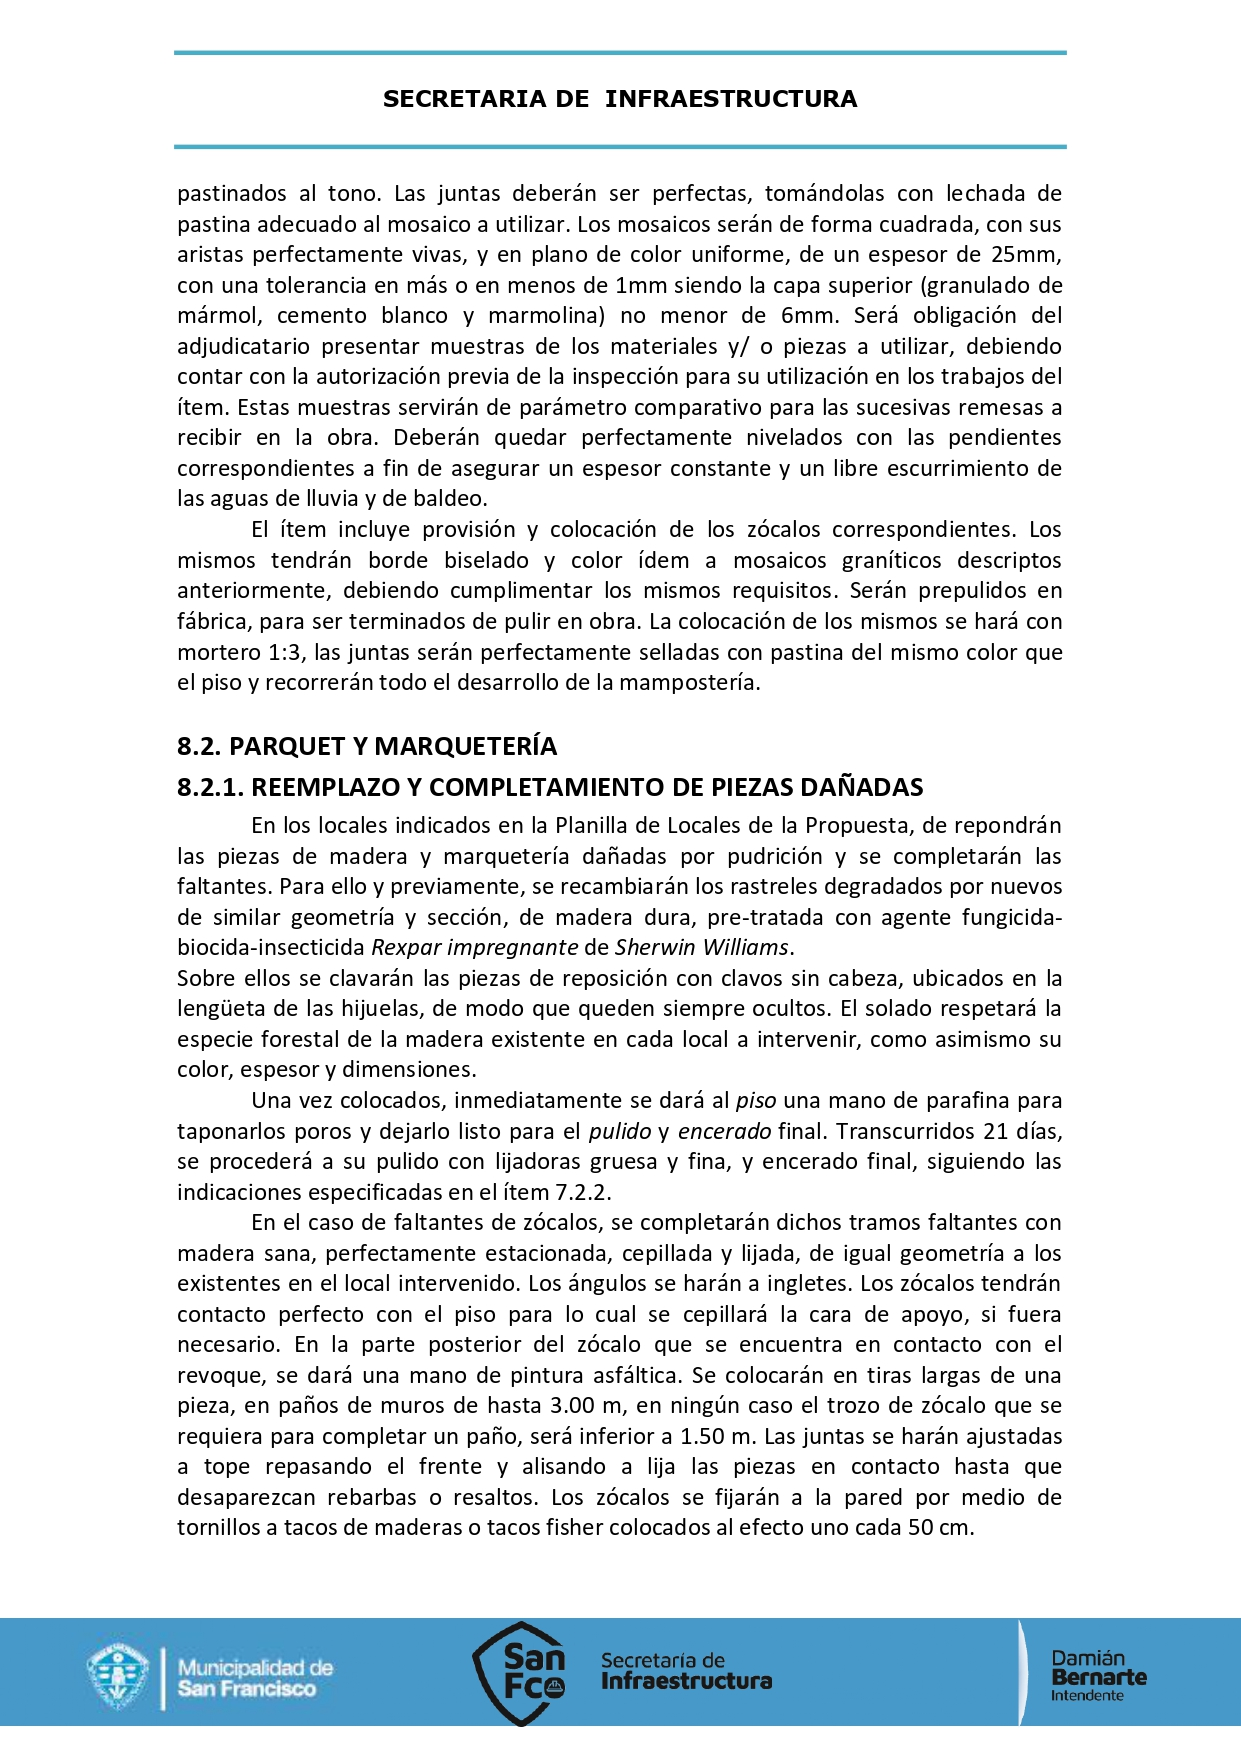 SECRETARIA DE  INFRAESTRUCTURA
pastinados al tono. Las juntas deberán ser perfectas, tomándolas con lechada de
pastina adecuado al mosaico a utilizar. Los mosaicos serán de forma cuadrada, con sus
aristas perfectamente vivas, y en plano de color uniforme, de un espesor de 25mm,
con una tolerancia en más o en menos de 1mm siendo la capa superior (granulado de
mármol, cemento blanco y marmolina) no menor de 6mm. Será obligación del
adjudicatario presentar muestras de los materiales y/ o piezas a utilizar, debiendo
contar con la autorización previa de la inspección para su utilización en los trabajos del
ítem. Estas muestras servirán de parámetro comparativo para las sucesivas remesas a
recibir en la obra. Deberán quedar perfectamente nivelados con las pendientes
correspondientes a fin de asegurar un espesor constante y un libre escurrimiento de
las aguas de lluvia y de baldeo.
El ítem incluye provisión y colocación de los zócalos correspondientes. Los
mismos tendrán borde biselado y color ídem a mosaicos graníticos descriptos
anteriormente, debiendo cumplimentar los mismos requisitos. Serán prepulidos en
fábrica, para ser terminados de pulir en obra. La colocación de los mismos se hará con
mortero 1:3, las juntas serán perfectamente selladas con pastina del mismo color que
el piso y recorrerán todo el desarrollo de la mampostería.
8.2. PARQUET Y MARQUETERÍA
8.2.1. REEMPLAZO Y COMPLETAMIENTO DE PIEZAS DAÑADAS
En los locales indicados en la Planilla de Locales de la Propuesta, de repondrán
las piezas de madera y marquetería dañadas por pudrición y se completarán las
faltantes. Para ello y previamente, se recambiarán los rastreles degradados por nuevos
de similar geometría y sección, de madera dura, pre-tratada con agente fungicida-
biocida-insecticida Rexpar impregnante de Sherwin Williams.
Sobre ellos se clavarán las piezas de reposición con clavos sin cabeza, ubicados en la
lengüeta de las hijuelas, de modo que queden siempre ocultos. El solado respetará la
especie forestal de la madera existente en cada local a intervenir, como asimismo su
color, espesor y dimensiones.
Una vez colocados, inmediatamente se dará al piso una mano de parafina para
taponarlos poros y dejarlo listo para el pulido y encerado final. Transcurridos 21 días,
se procederá a su pulido con lijadoras gruesa y fina, y encerado final, siguiendo las
indicaciones especificadas en el ítem 7.2.2.
En el caso de faltantes de zócalos, se completarán dichos tramos faltantes con
madera sana, perfectamente estacionada, cepillada y lijada, de igual geometría a los
existentes en el local intervenido. Los ángulos se harán a ingletes. Los zócalos tendrán
contacto perfecto con el piso para lo cual se cepillará la cara de apoyo, si fuera
necesario. En la parte posterior del zócalo que se encuentra en contacto con el
revoque, se dará una mano de pintura asfáltica. Se colocarán en tiras largas de una
pieza, en paños de muros de hasta 3.00 m, en ningún caso el trozo de zócalo que se
requiera para completar un paño, será inferior a 1.50 m. Las juntas se harán ajustadas
a tope repasando el frente y alisando a lija las piezas en contacto hasta que
desaparezcan rebarbas o resaltos. Los zócalos se fijarán a la pared por medio de
tornillos a tacos de maderas o tacos fisher colocados al efecto uno cada 50 cm.
Municipalidad de
San Francisco
San
Fco
Secretaría de
Infraestructura
Damián
Bernarte
Intendente